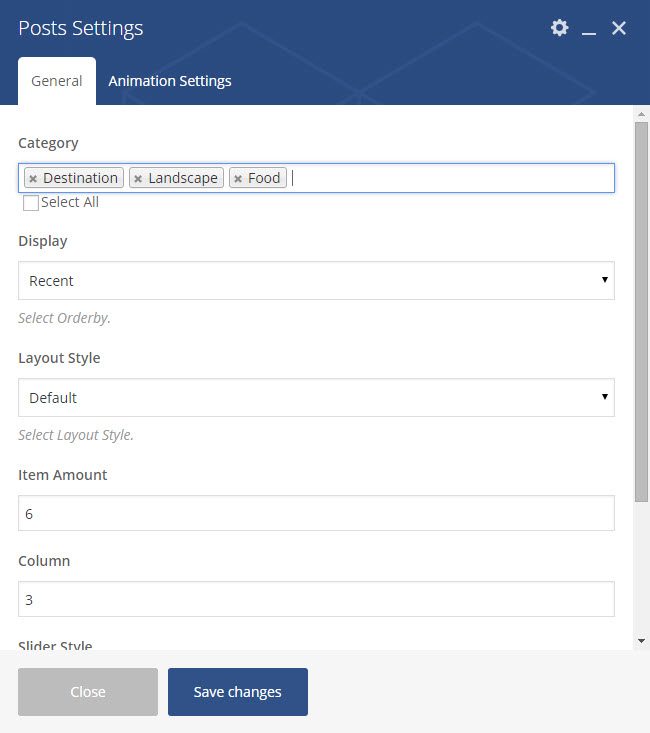 Posts Settings
General Animation Settings
Category
× Destination × Landscape × Food
Select All
Display
Recent
Select Orderby.
Layout Style
Default
Select Layout Style.
Item Amount
6
Column
3
Slider Style
Close Save changes